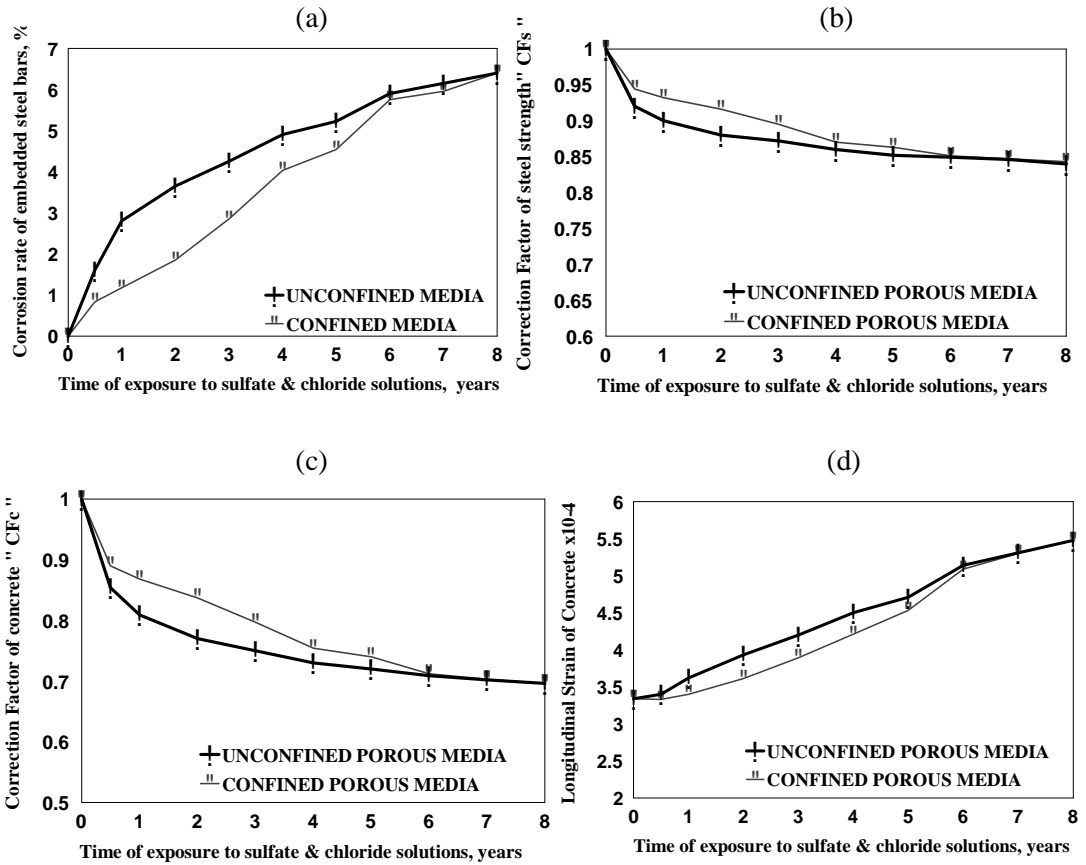 (a)
Corrosion rate of embedded steel bars, %
7
6
5
4
3
2
1
0
0 1 2 3 4 5 6 7 8
UNCONFINED MEDIA
CONFINED MEDIA
Time of exposure to sulfate & chloride solutions, years
(b)
Correction Factor of steel strength" CFs "
1
0.95
0.9
0.85
0.8
0.75
0.7
0.65
0.6
0 1 2 3 4 5 6 7 8
UNCONFINED POROUS MEDIA
CONFINED POROUS MEDIA
Time of exposure to sulfate & chloride solutions, years
(c)
Correction Factor of concrete " CFc "
1
0.9
0.8
0.7
0.6
0.5
0 1 2 3 4 5 6 7 8
UNCONFINED POROUS MEDIA
CONFINED POROUS MEDIA
Time of exposure to sulfate & chloride solutions, years
(d)
Longitudinal Strain of Concrete x10-4
6
5.5
5
4.5
4
3.5
3
2.5
2
0 1 2 3 4 5 6 7 8
UNCONFINED POROUS MEDIA
CONFINED POROUS MEDIA
Time of exposure to sulfate & chloride solutions, years